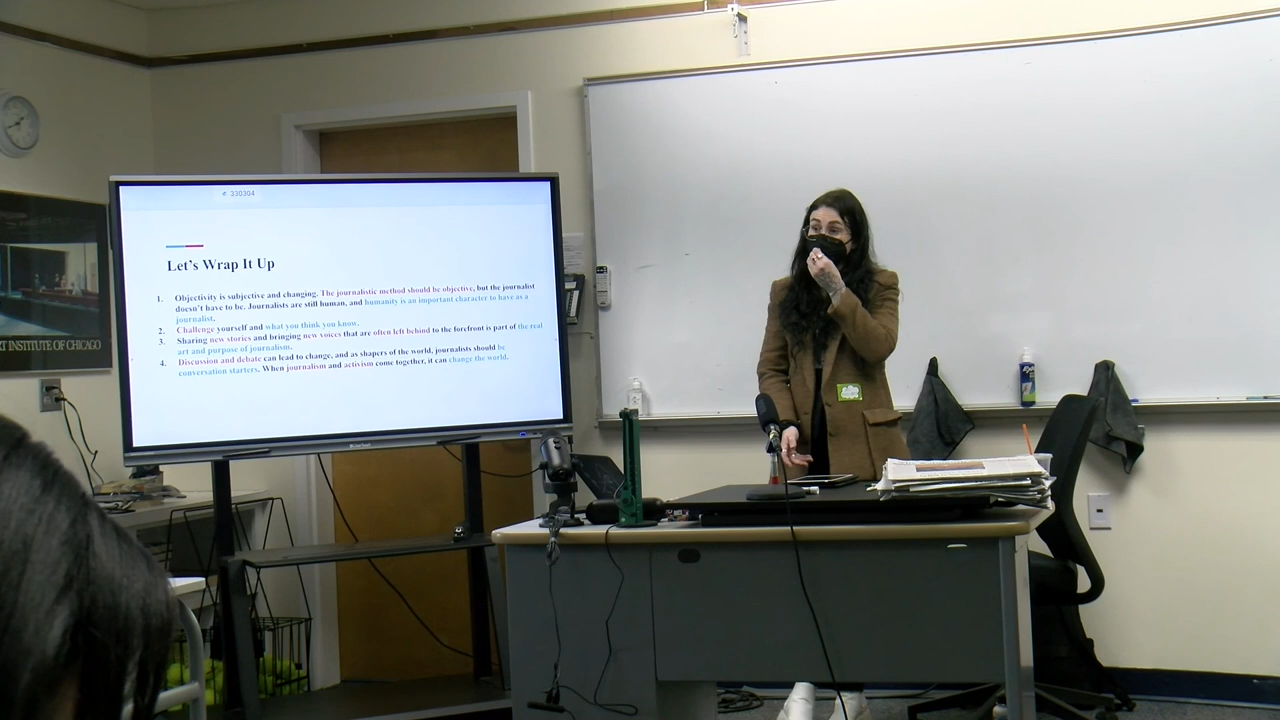 330304
Let's Wrap It Up
1. Objectivity is subjective and changing. The journalistic method should be objective, but the journalist
doesn't have to be. Journalists are still human, and humanity is an important character to have as a
journalist.
2. Challenge yourself and what you think you know.
3. Sharing new stories and bringing new voices that are often left behind to the forefront is part of the real
art and purpose of journalism.
4. Discussion and debate can lead to change, and as shapers of the world, journalists should be
conversation starters. When journalism and activism come together, it can change the world.
RT INSTITUTE OF CHICAGO
EXPO